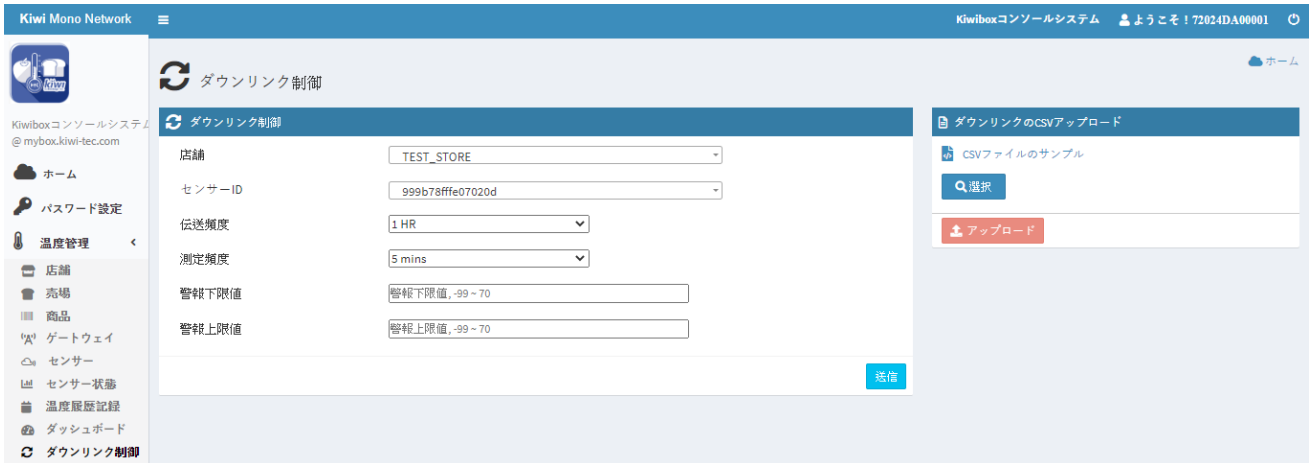 Kiwi Mono Network
Kiwiboxコンソールシステム ようこそ！72024DA00001
Kiwi
Kiwiboxコンソールシステム
@ mybox.kiwi-tec.com
ホーム
パスワード設定
温度管理
店舗
売場
商品
ゲートウェイ
センサー
センサー状態
温度履歴記録
ダッシュボード
ダウンリンク制御
ダウンリンク制御
ホーム
ダウンリンク制御
店舗 TEST_STORE
センサーID 999b78fffe07020d
伝送頻度 1 HR
測定頻度 5 mins
警報下限値 警報下限値, -99 ~ 70
警報上限値 警報上限値, -99 ~ 70
送信
ダウンリンクのCSVアップロード
CSVファイルのサンプル
選択
アップロード